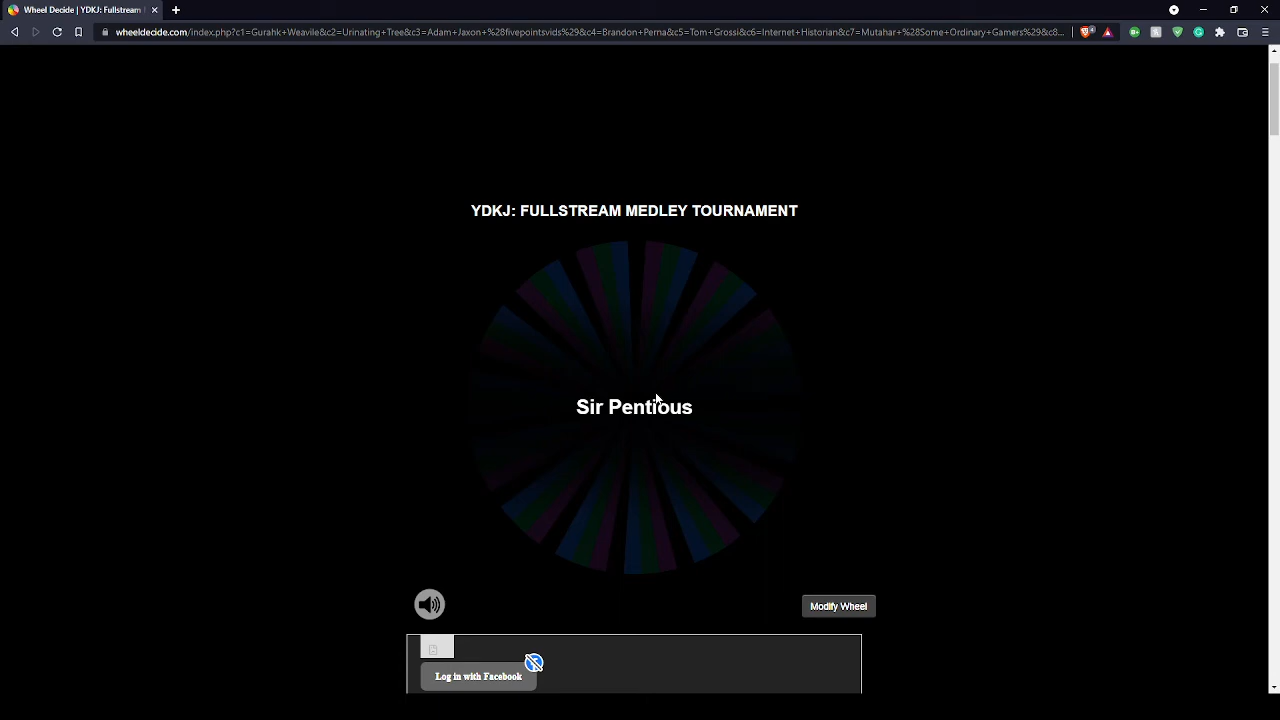 Wheel Decide | YDKJ: Fullstream
wheeldecide.com/index.php?c1=Gurahk+Weavile&c2=Urinating+Tree&c3=Adam+Jaxon+%28fivepointsvids%29&c4=Brandon+Perna&c5=Tom+Grossi&c6=Internet+Historian&c7=Mutahar+%28Some+Ordinary+Gamers%29&c8...
YDKJ: FULLSTREAM MEDLEY TOURNAMENT
Sir Pentious
Modify Wheel
Log in with Facebook